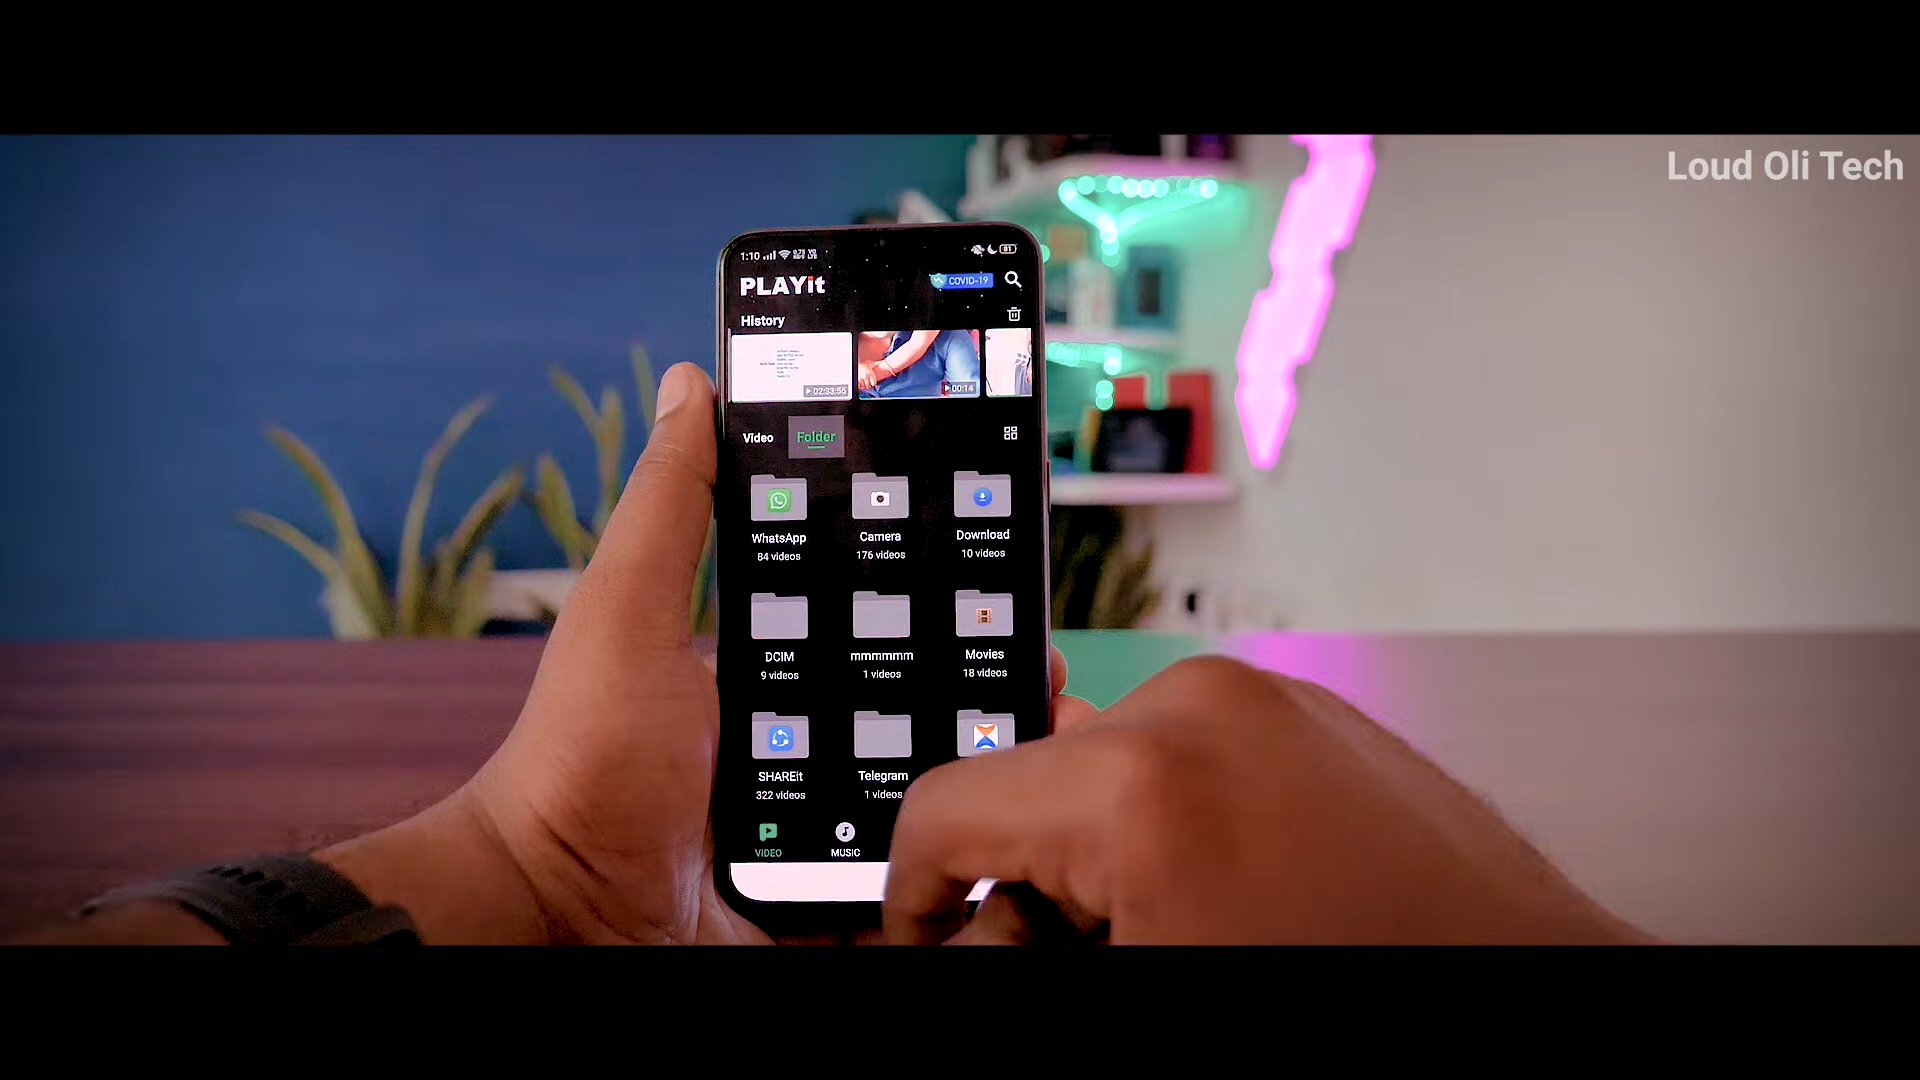 Loud Oli Tech
1:10
81
PLAYit
COVID-19
History
02:33:56
00:14
Video
Folder
WhatsApp
Camera
Download
84 videos
176 videos
10 videos
DCIM
mmmmmm
Movies
9 videos
1 videos
18 videos
SHAREit
Telegram
322 videos
1 videos
VIDEO
MUSIC